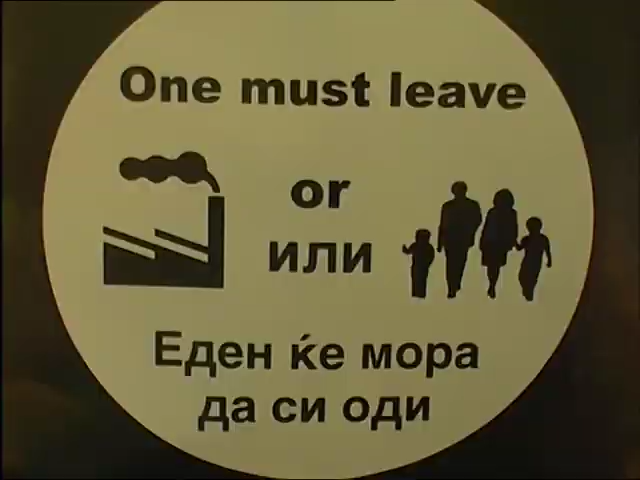 One must leave
or
или
Еден ќе мора
да си оди